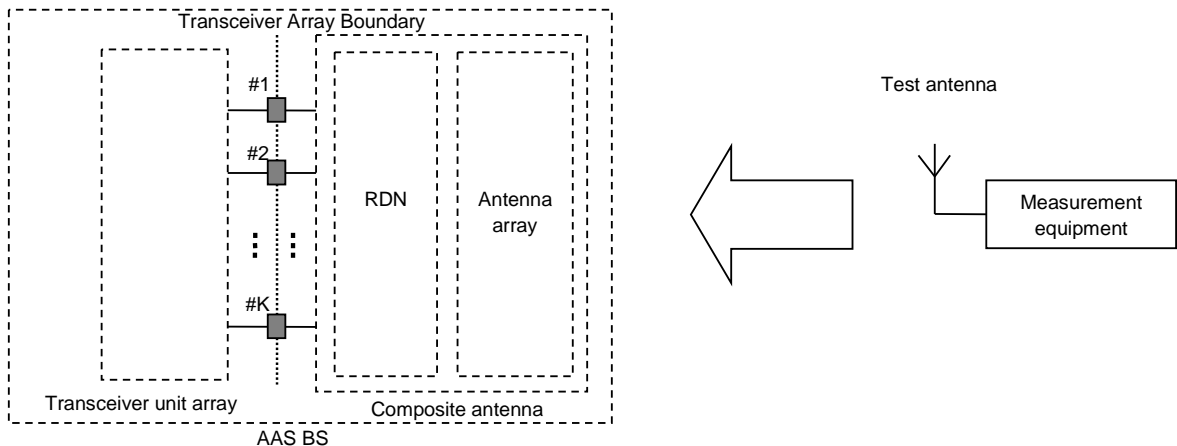 Transceiver Array Boundary
#1
#2
#K
RDN
Antenna
array
Transceiver unit array
Composite antenna
AAS BS
Test antenna
Measurement
equipment